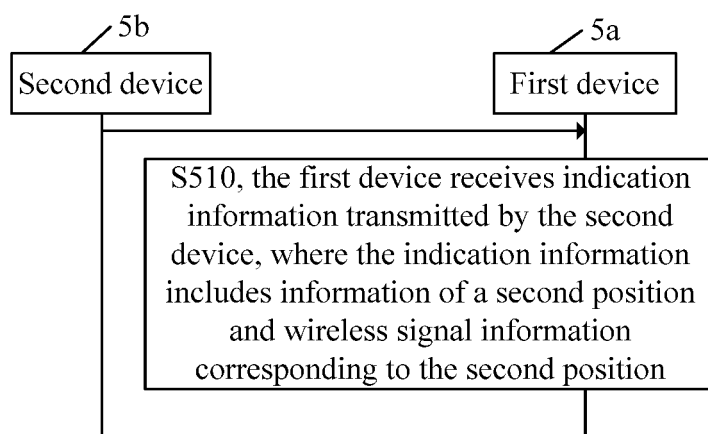 5b
5a
Second device
First device
S510, the first device receives indication
information transmitted by the second
device, where the indication information
includes information of a second position
and wireless signal information
corresponding to the second position